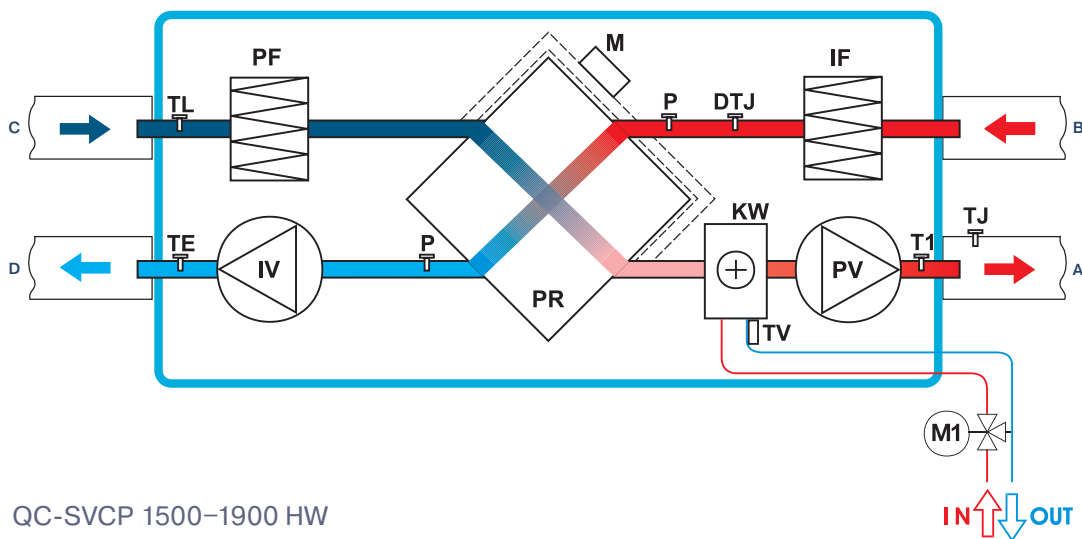 M
PF
IF
TL
P
DTJ
C
B
KW
TJ
TE
P
T1
D
IV
PV
A
PR
TV
M1
QC-SVCP 1500–1900 HW
IN OUT